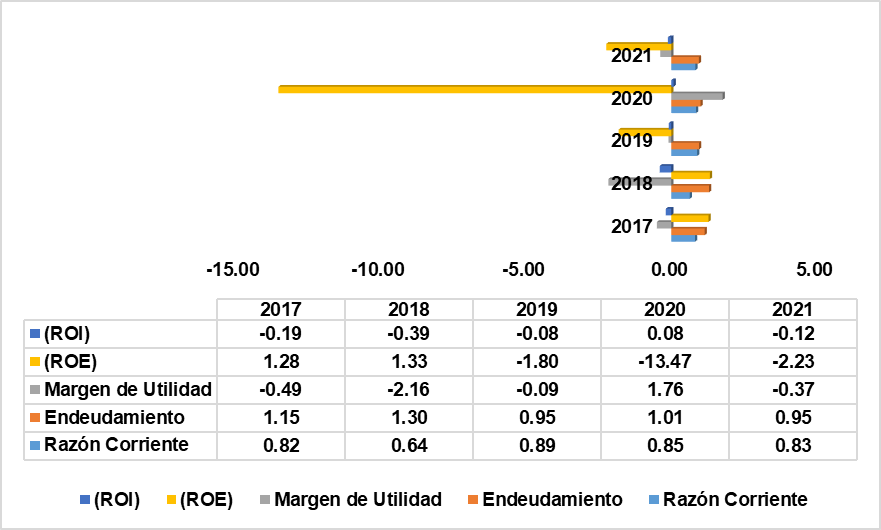 2021
2020
2019
2018
2017
-15.00 -10.00 -5.00 0.00 5.00
2017 2018 2019 2020 2021
(ROI) -0.19 -0.39 -0.08 0.08 -0.12
(ROE) 1.28 1.33 -1.80 -13.47 -2.23
Margen de Utilidad -0.49 -2.16 -0.09 1.76 -0.37
Endeudamiento 1.15 1.30 0.95 1.01 0.95
Razón Corriente 0.82 0.64 0.89 0.85 0.83
(ROI) (ROE) Margen de Utilidad Endeudamiento Razón Corriente